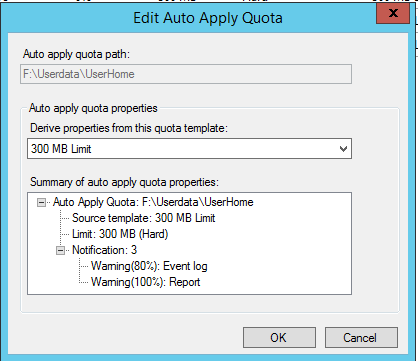 Edit Auto Apply Quota
x
Auto apply quota path:
F:\Userdata\UserHome
Auto apply quota properties
Derive properties from this quota template:
300 MB Limit
Summary of auto apply quota properties:
Auto Apply Quota: F:\Userdata\UserHome
Source template: 300 MB Limit
Limit: 300 MB (Hard)
Notification: 3
Warning(80%): Event log
Warning(100%): Report
OK
Cancel